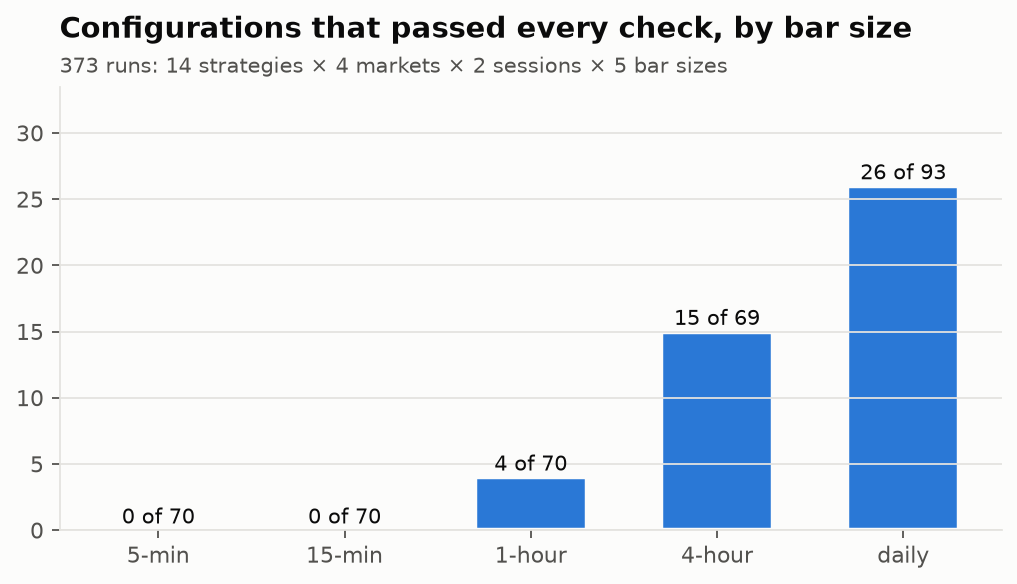 Configurations that passed every check, by bar size
373 runs: 14 strategies × 4 markets × 2 sessions × 5 bar sizes
30
25
20
15
10
5
0
0 of 70
0 of 70
4 of 70
15 of 69
26 of 93
5-min
15-min
1-hour
4-hour
daily